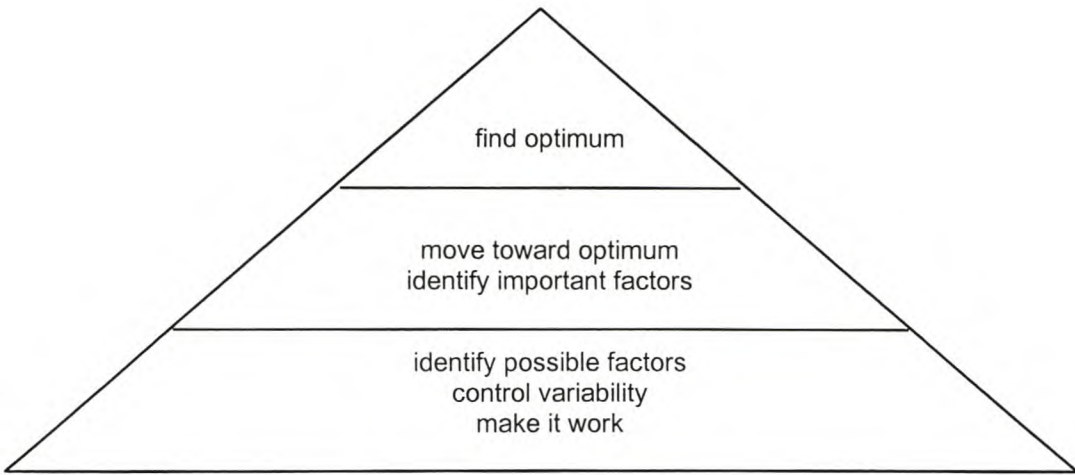 find optimum
move toward optimum
identify important factors
identify possible factors
control variability
make it work